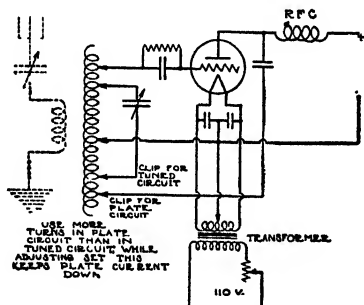 RFC
CLIP FOR
TUNED
CIRCUIT
CLIP FOR
PLATE
CIRCUIT
USE MORE
TURNS IN PLATE
CIRCUIT THAN IN
TUNED CIRCUIT, WHILE
ADJUSTING SET THIS
KEEPS PLATE CURRENT
DOWN
TRANSFORMER
110 V.
+
-